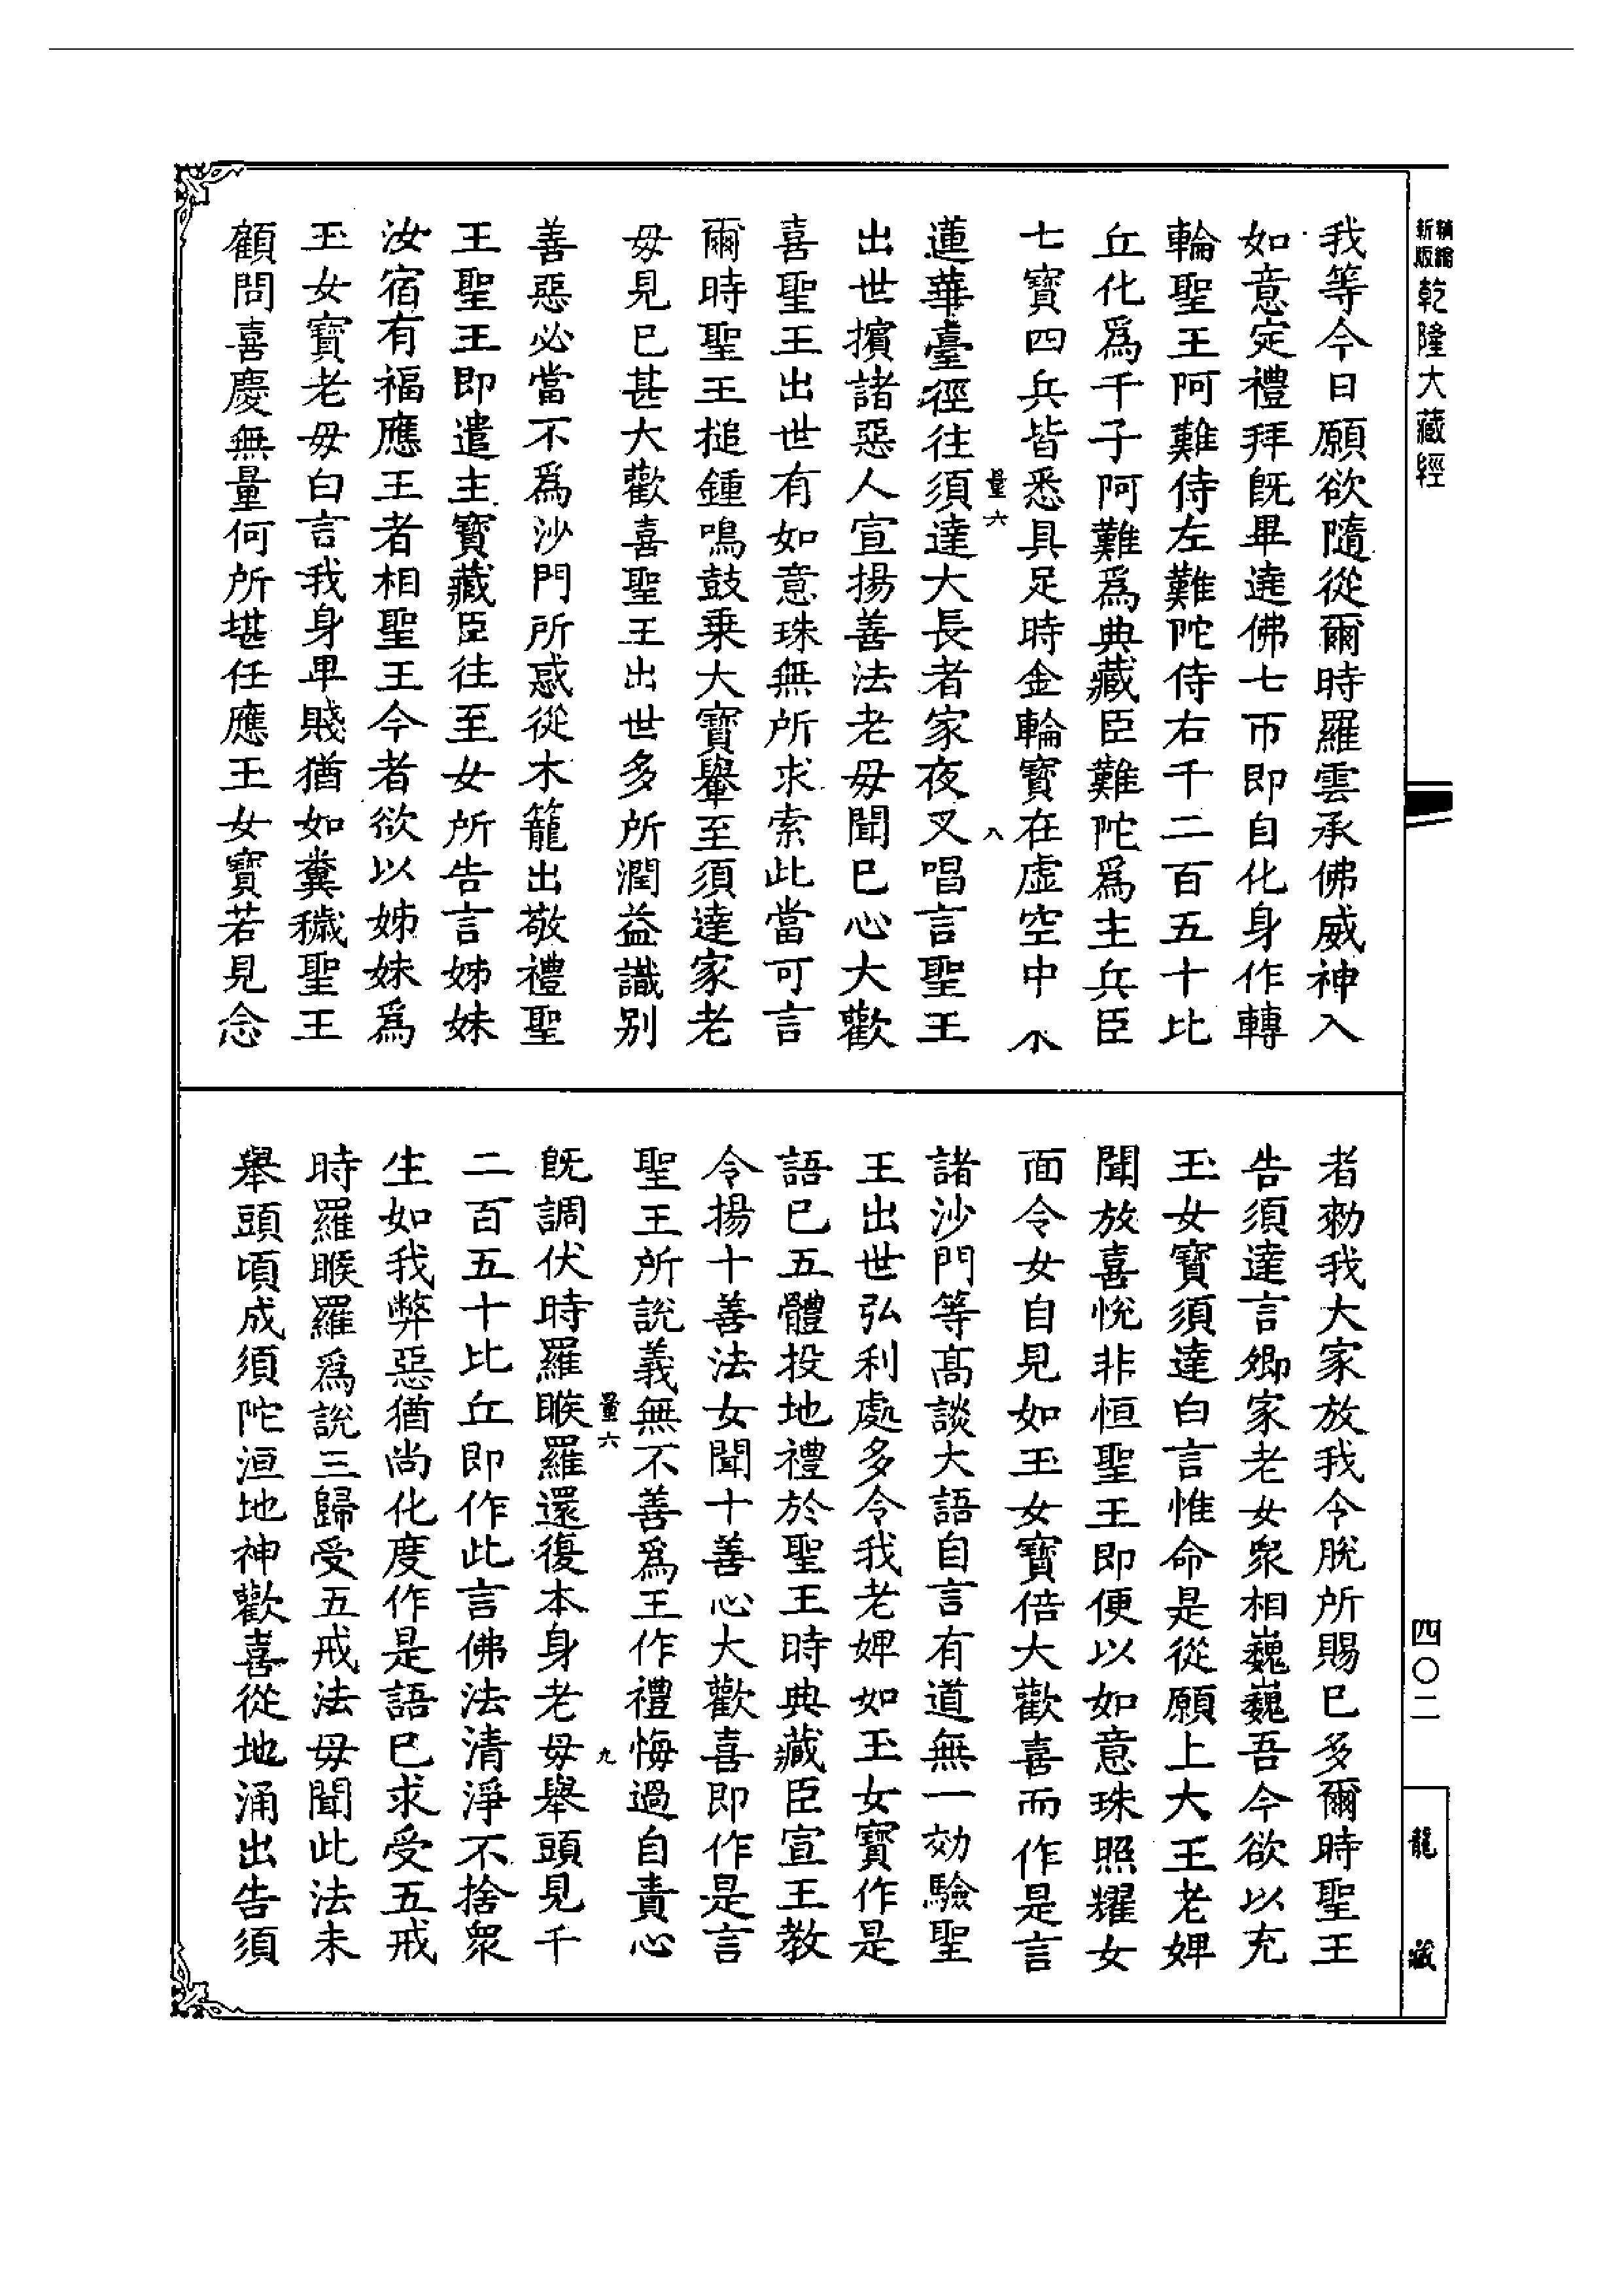 精縮
新版
乾隆大藏經
四〇二
龍藏
我等今日願欲隨從爾時羅雲承佛威神入
如意定禮拜旣畢遶佛七帀即自化身作轉
輪聖王阿難侍左難陀侍右千二百五十比
丘化爲千子阿難爲典藏臣難陀爲主兵臣
七寶四兵皆悉具足時金輪寶在虛空中
量六
八
蓮華臺徑往須達大長者家夜叉唱言聖王
出世擯諸惡人宣揚善法老母聞已心大歡
喜聖王出世有如意珠無所求索此當可言
爾時聖王搥鍾鳴鼓乗大寶轝至須達家老
毋見已甚大歡喜聖王出世多所潤益識别
善惡必當不爲沙門所惑從木籠出敬禮聖
王聖王即遣主寶藏臣往至女所告言姊妹
汝宿有福應王者相聖王今者欲以姊妹爲
玉女寶老毋白言我身卑賤猶如糞穢聖王
顧問喜慶無量何所堪任應玉女寶若見念
者勑我大家放我令脫所賜已多爾時聖王
告須達言卿家老女衆相巍巍吾今欲以充
玉女寶須達白言惟命是從願上大王老婢
聞放喜悅非恒聖王即便以如意珠照耀女
面令女自見如玉女寶倍大歡喜而作是言
諸沙門等高談大語自言有道無一効驗聖
王出世弘利處多令我老婢如玉女寶作是
語已五體投地禮於聖王時典藏臣宣王教
令揚十善法女聞十善心大歡喜即作是言
聖王所說義無不善爲王作禮悔過自責心
量六
九
旣調伏時羅睺羅還復本身老毋舉頭見千
二百五十比丘即作此言佛法清淨不捨衆
生如我弊惡猶尚化度作是語已求受五戒
時羅睺羅爲說三歸受五戒法毋聞此法未
舉頭頃成須陀洹地神歡喜從地涌出告須